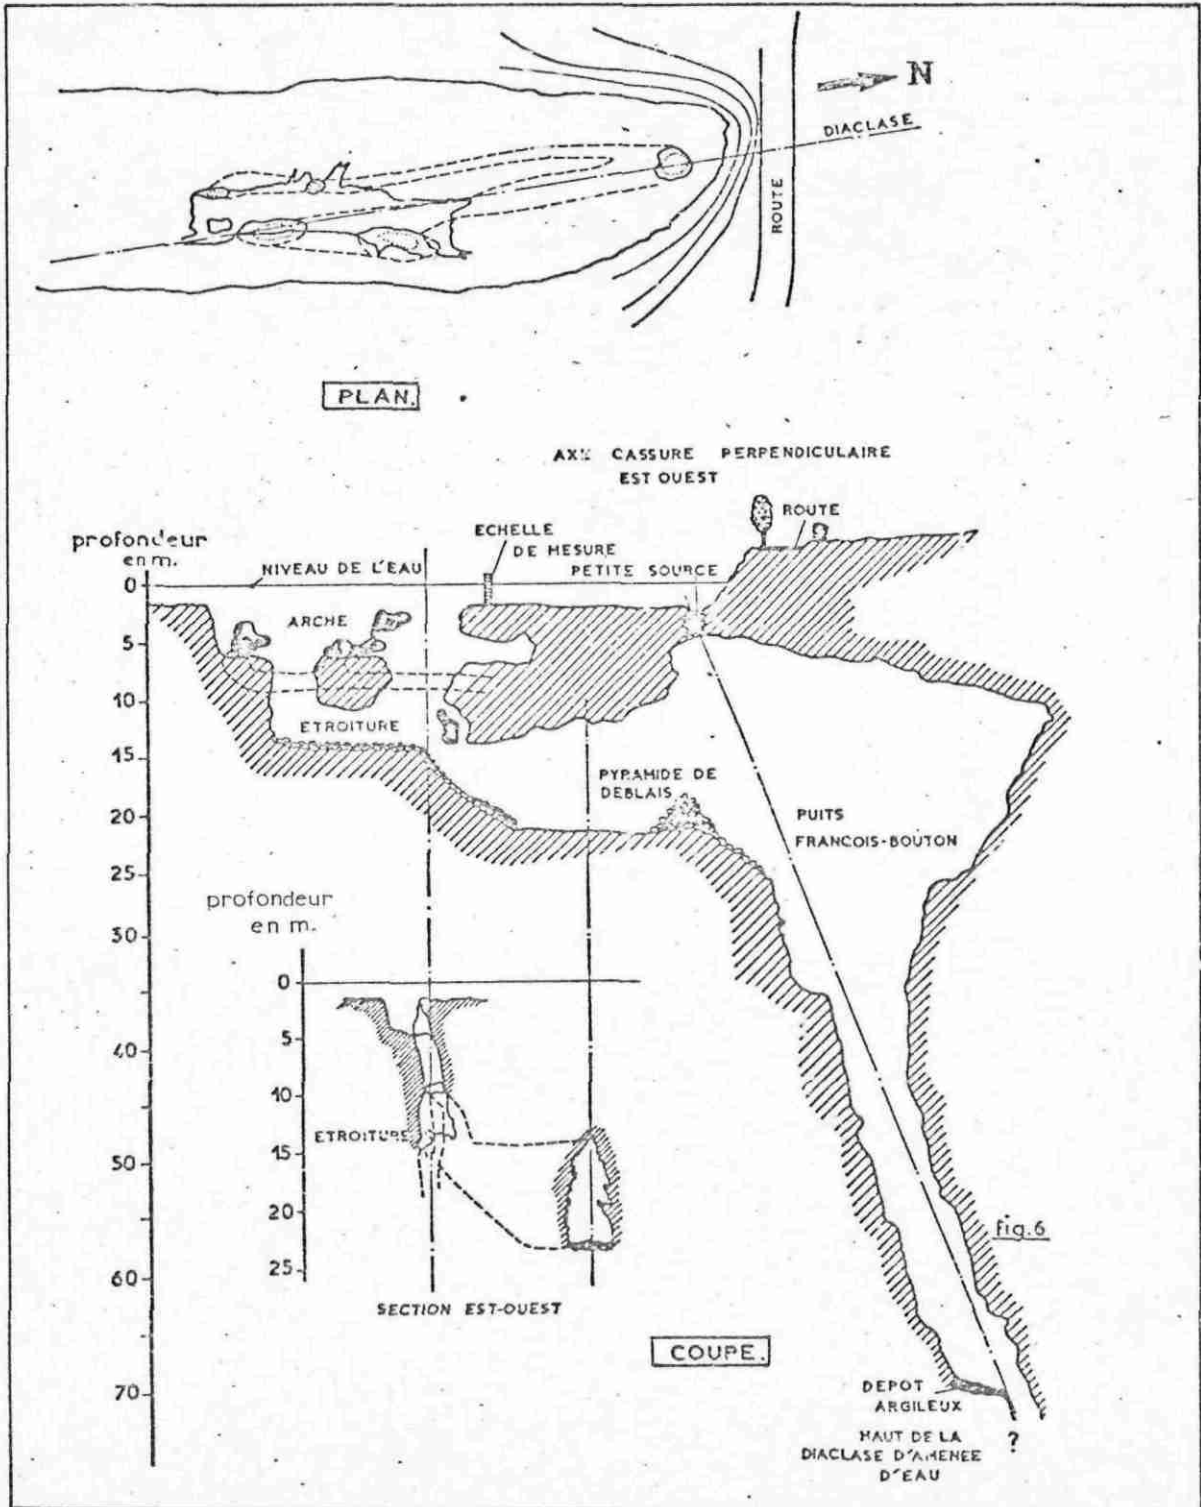 N
DIACLASE
ROUTE
PLAN.
AXE CASSURE PERPENDICULAIRE
EST OUEST
ROUTE
ECHELLE
DE MESURE
PETITE SOURCE
profondeur
en m.
NIVEAU DE L'EAU
0
ARCHE
5
10
ETROITURE
15
PYRAMIDE DE
DEBLAIS
20
PUITS
FRANCOIS-BOUTON
25
30
40
50
60
70
profondeur
en m.
0
5
10
ETROITURE
15
20
25
SECTION EST-OUEST
fig.6
COUPE.
DEPOT
ARGILEUX
HAUT DE LA
DIACLASE D'AMENEE
D'EAU
?